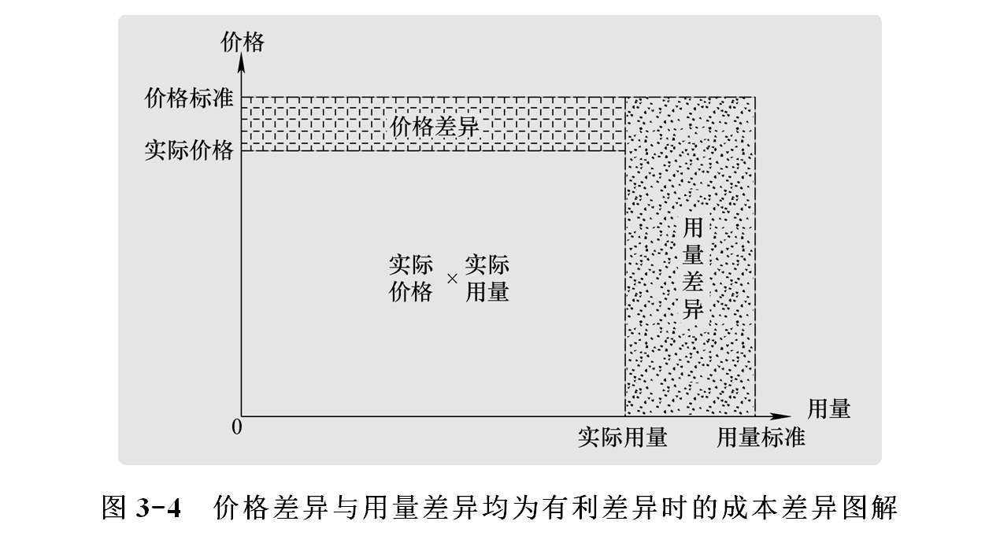 价格
价格标准
价格差异
实际价格
用量差异
实际价格 × 实际用量
用量
0
实际用量 用量标准
图 3-4 价格差异与用量差异均为有利差异时的成本差异图解